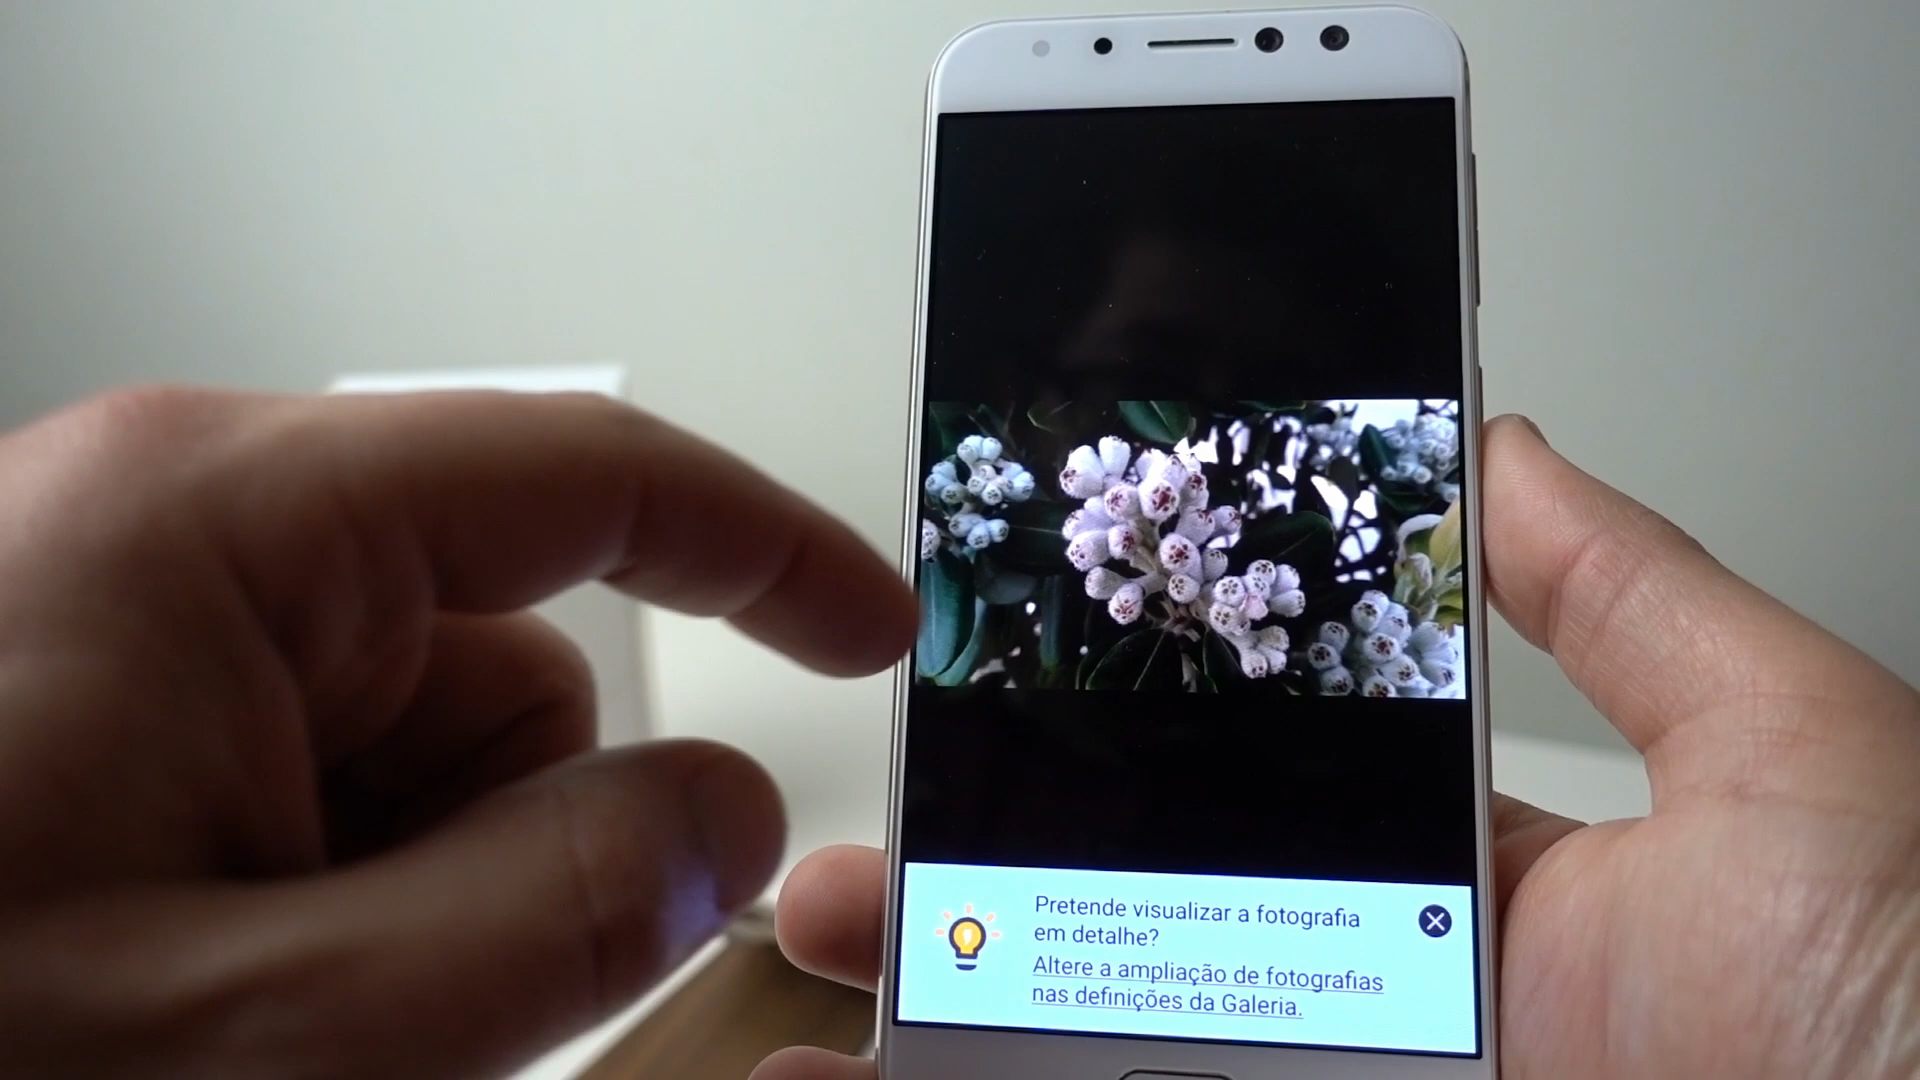 Pretende visualizar a fotografia
em detalhe?
Altere a ampliação de fotografias
nas definições da Galeria.